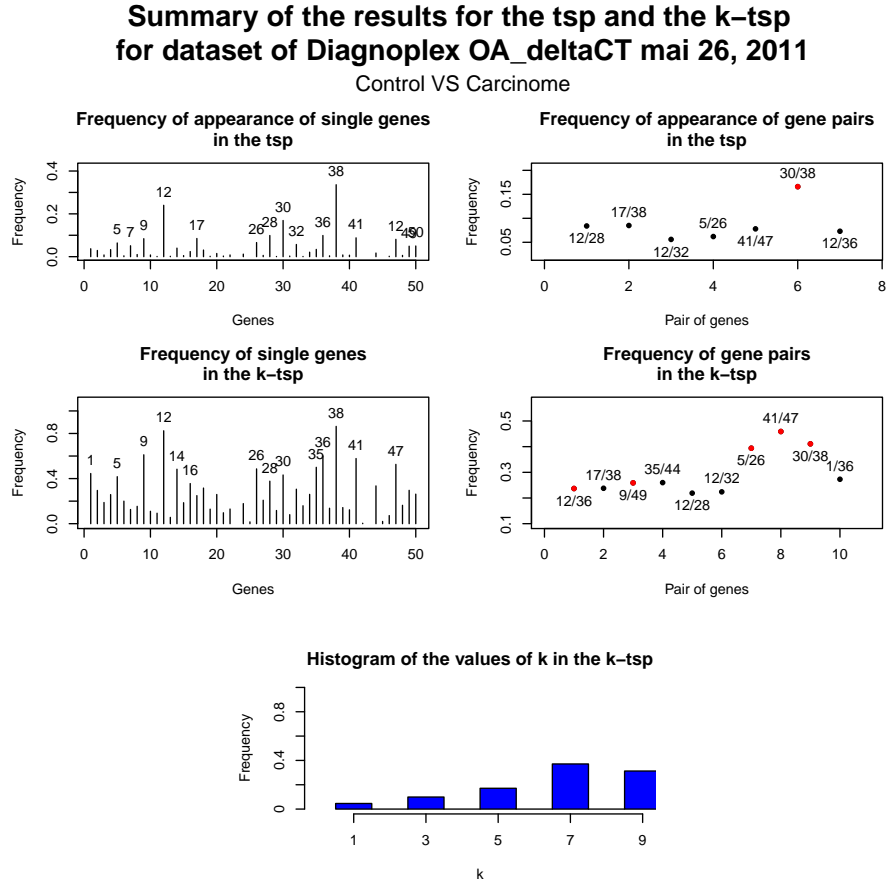 Summary of the results for the tsp and the k−tsp
for dataset of Diagnoplex OA_deltaCT mai 26, 2011
Control VS Carcinome
Frequency of appearance of single genes
in the tsp
Frequency
0.0 0.2 0.4
5 7 9 12 17 26 28 30 32 36 38 41 12 49 50
0 10 20 30 40 50
Genes
Frequency of appearance of gene pairs
in the tsp
Frequency
0.05 0.15
12/28 17/38 12/32 5/26 41/47 30/38 12/36
0 2 4 6 8
Pair of genes
Frequency of single genes
in the k−tsp
Frequency
0.0 0.4 0.8
1 5 9 12 14 16 26 28 30 35 36 38 41 47
0 10 20 30 40 50
Genes
Frequency of gene pairs
in the k−tsp
Frequency
0.1 0.3 0.5
12/36 17/38 9/49 35/44 12/28 12/32 5/26 41/47 30/38 1/36
0 2 4 6 8 10
Pair of genes
Histogram of the values of k in the k−tsp
Frequency
0 0.4 0.8
1 3 5 7 9
k